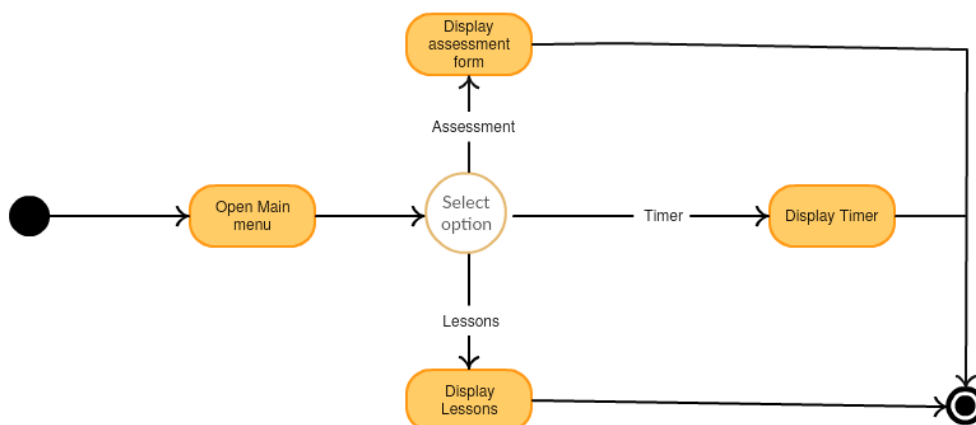 Display
assessment
form
Assessment
Open Main
menu
Select
option
Timer
Display Timer
Lessons
Display
Lessons